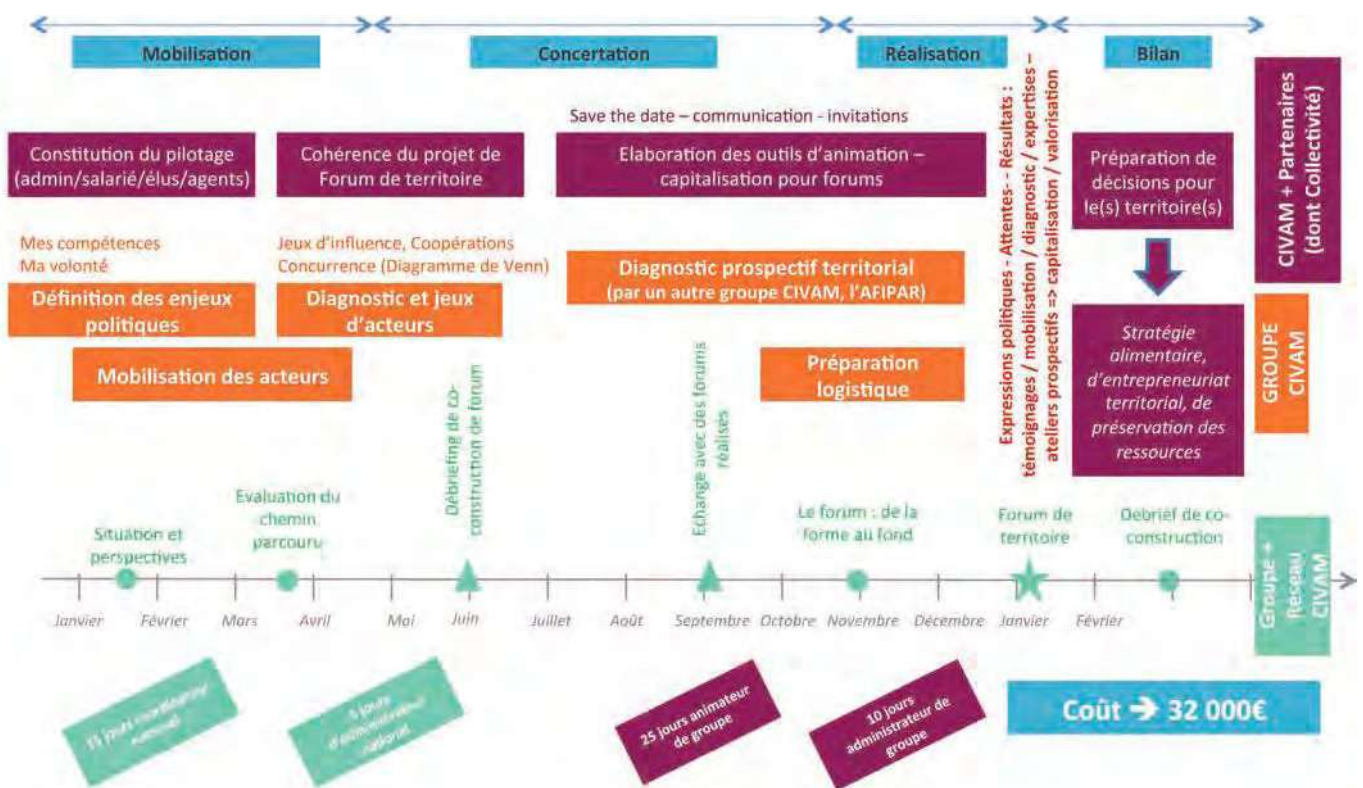 Mobilisation
Concertation
Réalisation
Bilan
Save the date – communication - invitations
Constitution du pilotage
(admin/salarié/élus/agents)
Cohérence du projet de
Forum de territoire
Elaboration des outils d'animation –
capitalisation pour forums
Expressions politiques - Attentes- - Résultats :
témoignages / mobilisation / diagnostic / expertises –
ateliers prospectifs => capitalisation / valorisation
Préparation de
décisions pour
le(s) territoire(s)
CIVAM + Partenaires
(dont Collectivité)
Mes compétences
Ma volonté
Jeux d'influence, Coopérations
Concurrence (Diagramme de Venn)
Définition des enjeux
politiques
Diagnostic et jeux
d'acteurs
Diagnostic prospectif territorial
(par un autre groupe CIVAM, l'AFIPAR)
Mobilisation des acteurs
Préparation
logistique
Stratégie
alimentaire,
d'entrepreneuriat
territorial, de
préservation des
ressources
GROUPE
CIVAM
Situation et
perspectives
Evaluation du
chemin
parcouru
Débriefing de co-
construction de forum
Echange avec des forums
réalisés
Le forum : de la
forme au fond
Forum de
territoire
Debrief de co-
construction
Groupe +
Réseau
CIVAM
Janvier
Février
Mars
Avril
Mai
Juin
Juillet
Août
Septembre
Octobre
Novembre
Décembre
Janvier
Février
15 jours coordinateur
national
5 jours
d'administrateur
national
25 jours animateur
de groupe
10 jours
administrateur de
groupe
Coût → 32 000€